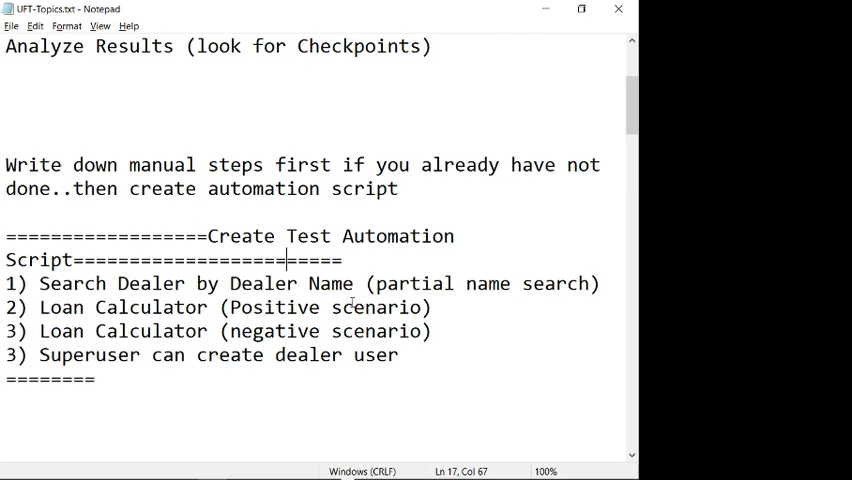 UFT-Topics.txt - Notepad
File Edit Format View Help
Analyze Results (look for Checkpoints)
Write down manual steps first if you already have not
done..then create automation script
==================Create Test Automation
Script========================
1) Search Dealer by Dealer Name (partial name search)
2) Loan Calculator (Positive scenario)
3) Loan Calculator (negative scenario)
3) Superuser can create dealer user
========
Windows (CRLF) Ln 17, Col 67 100%